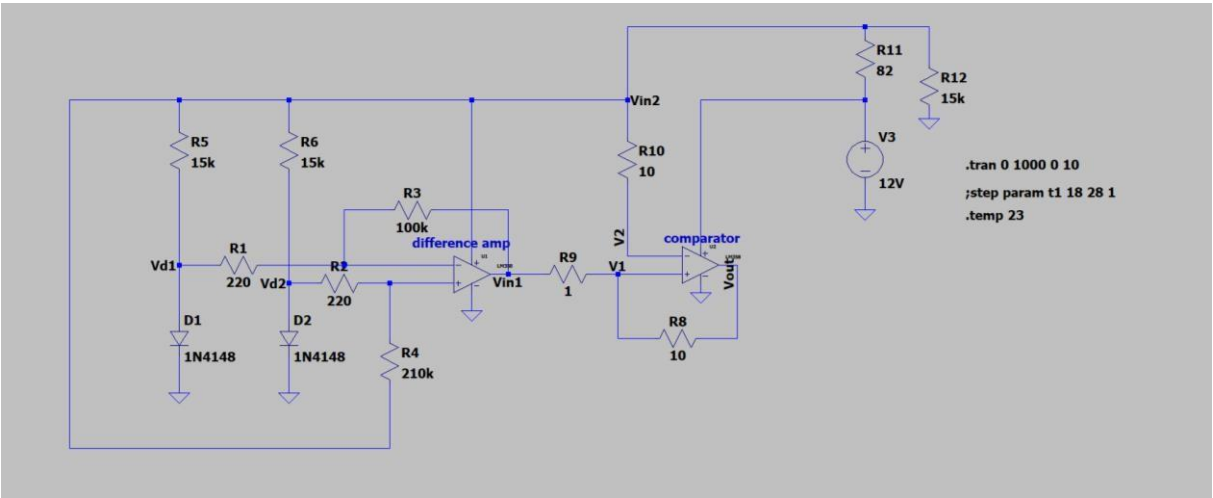 R11
82
R12
15k
Vin2
R5
15k
R6
15k
R10
10
V3
12V
.tran 0 1000 0 10
;step param t1 18 28 1
.temp 23
R3
100k
difference amp
V2
comparator
R1
220
Vd1
R2
220
Vd2
U1
Vin1
R9
1
V1
Vout
R8
10
D1
1N4148
D2
1N4148
R4
210k